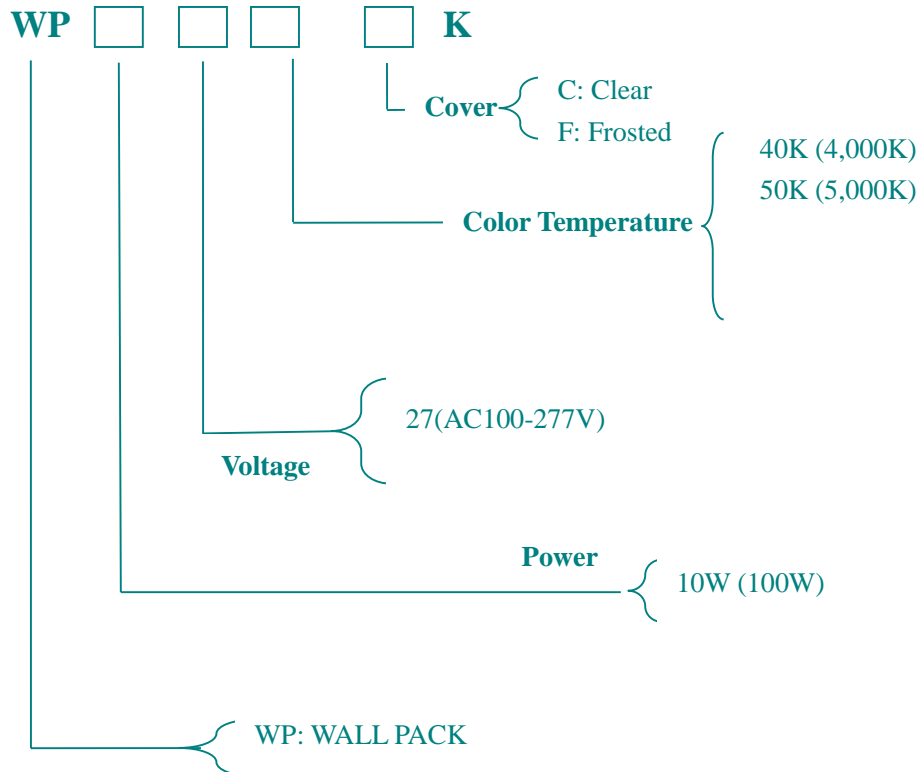 WP K
Cover
C: Clear
F: Frosted
40K (4,000K)
50K (5,000K)
Color Temperature
27(AC100-277V)
Voltage
Power
10W (100W)
WP: WALL PACK